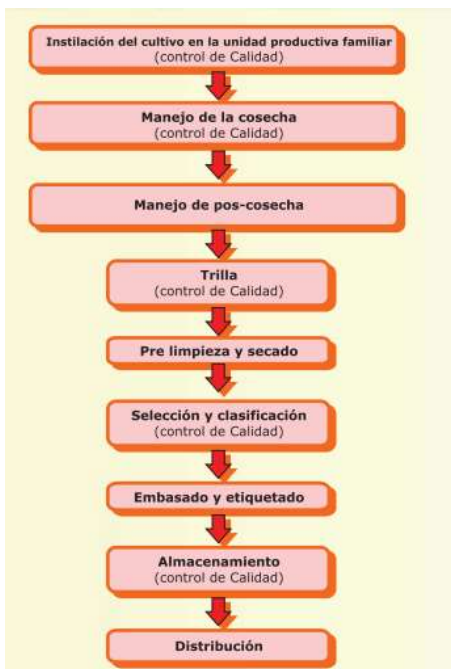 Instilación del cultivo en la unidad productiva familiar
(control de Calidad)
Manejo de la cosecha
(control de Calidad)
Manejo de pos-cosecha
Trilla
(control de Calidad)
Pre limpieza y secado
Selección y clasificación
(control de Calidad)
Embasado y etiquetado
Almacenamiento
(control de Calidad)
Distribución